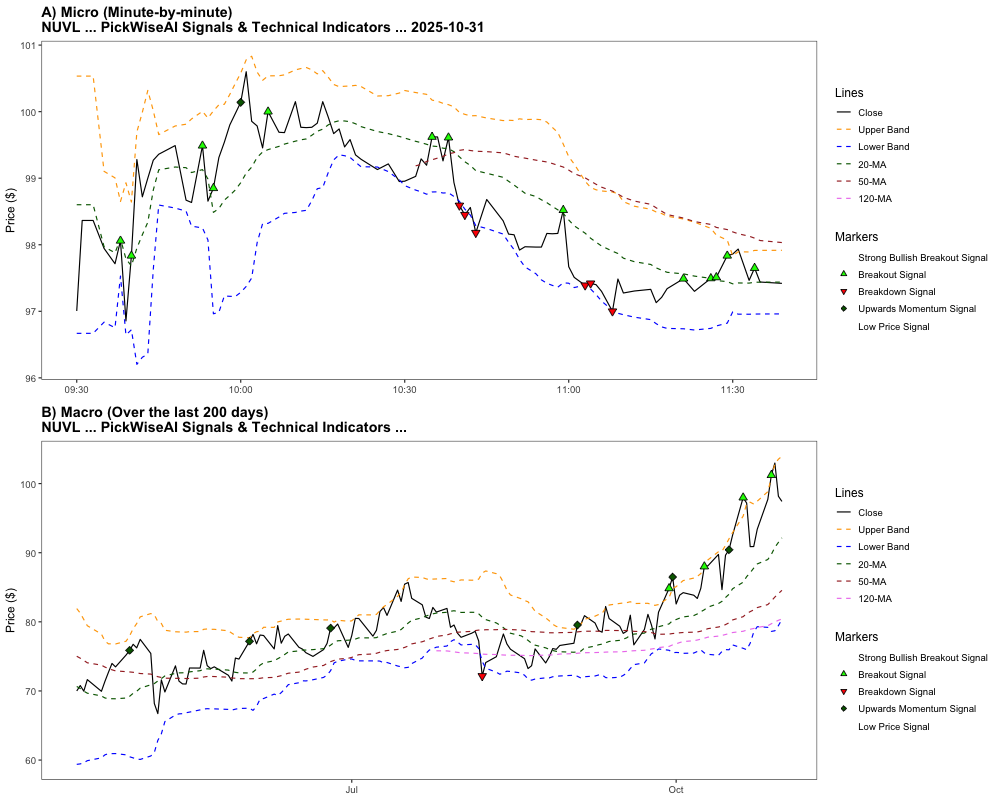 A) Micro (Minute-by-minute)
NUVL ... PickWiseAI Signals & Technical Indicators ... 2025-10-31
Price ($)
101
100
99
98
97
96
09:30
10:00
10:30
11:00
11:30
Lines
Close
Upper Band
Lower Band
20-MA
50-MA
120-MA
Markers
Strong Bullish Breakout Signal
Breakout Signal
Breakdown Signal
Upwards Momentum Signal
Low Price Signal
B) Macro (Over the last 200 days)
NUVL ... PickWiseAI Signals & Technical Indicators ...
Price ($)
100
90
80
70
60
Jul
Oct
Lines
Close
Upper Band
Lower Band
20-MA
50-MA
120-MA
Markers
Strong Bullish Breakout Signal
Breakout Signal
Breakdown Signal
Upwards Momentum Signal
Low Price Signal